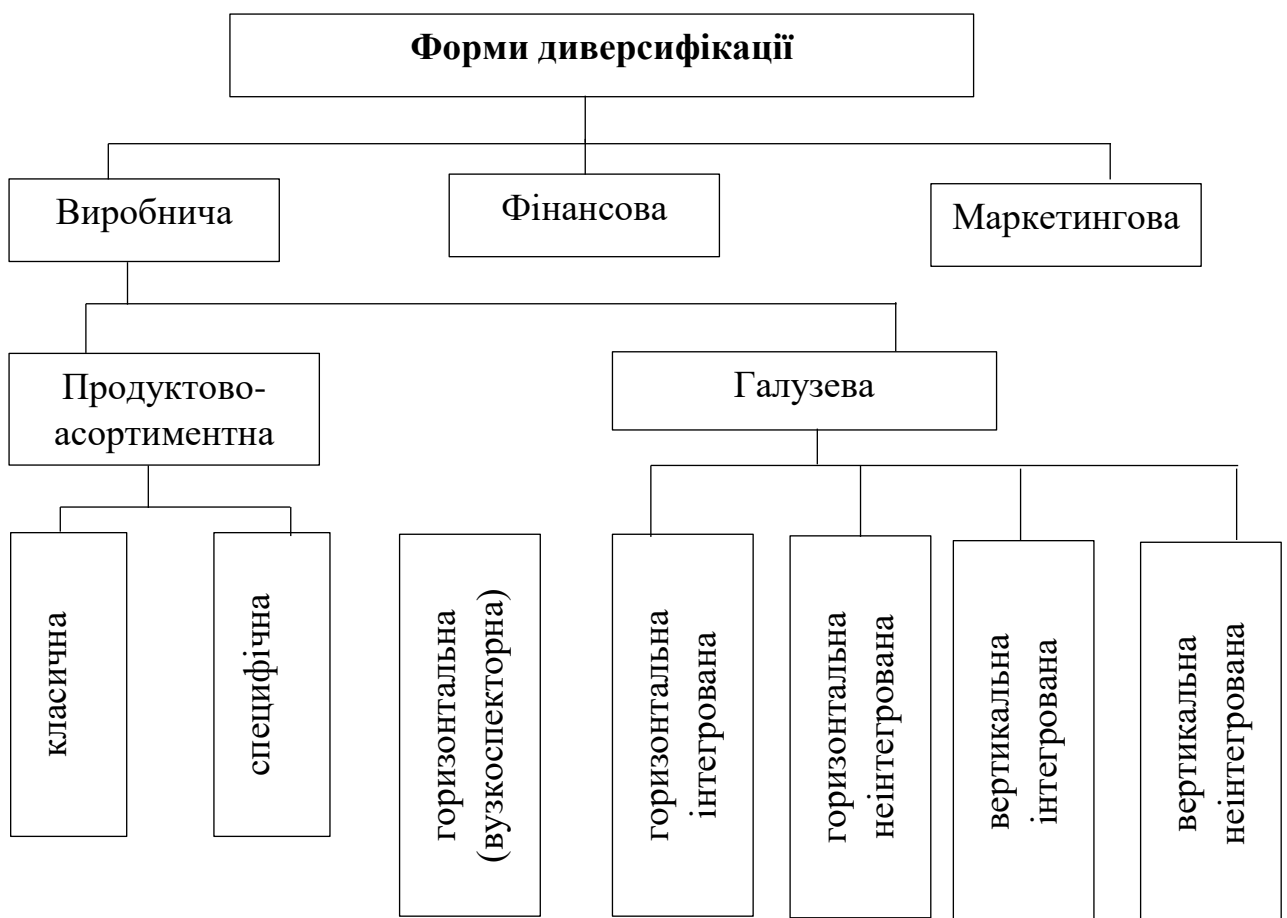 Форми диверсифікації
Виробнича
Фінансова
Маркетингова
Продуктово-
асортиментна
Галузева
класична
специфічна
горизонтальна
(вузкоспекторна)
горизонтальна
інтегрована
горизонтальна
неінтегрована
вертикальна
інтегрована
вертикальна
неінтегрована